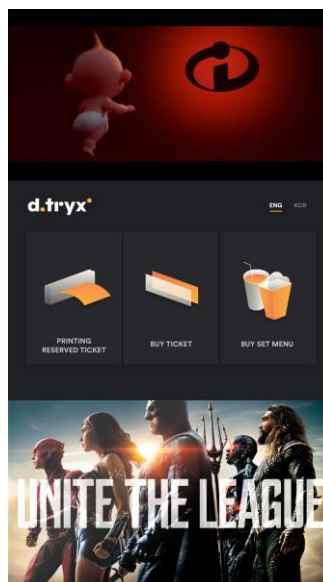 d.tryx
ENG KOR
PRINTING
RESERVED TICKET
BUY TICKET
BUY SET MENU
UNITE THE LEAGUE